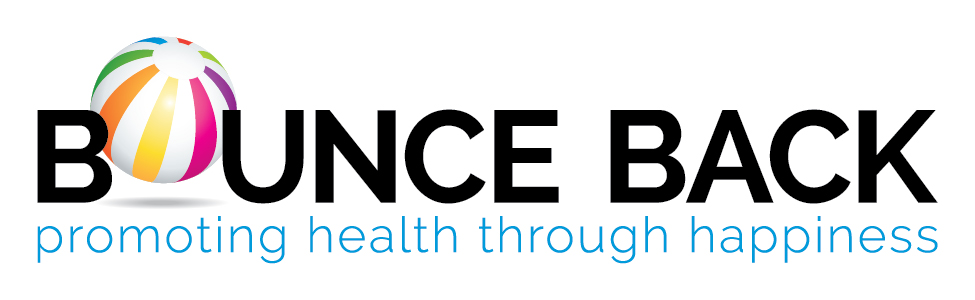 BOUNCE BACK
promoting health through happiness